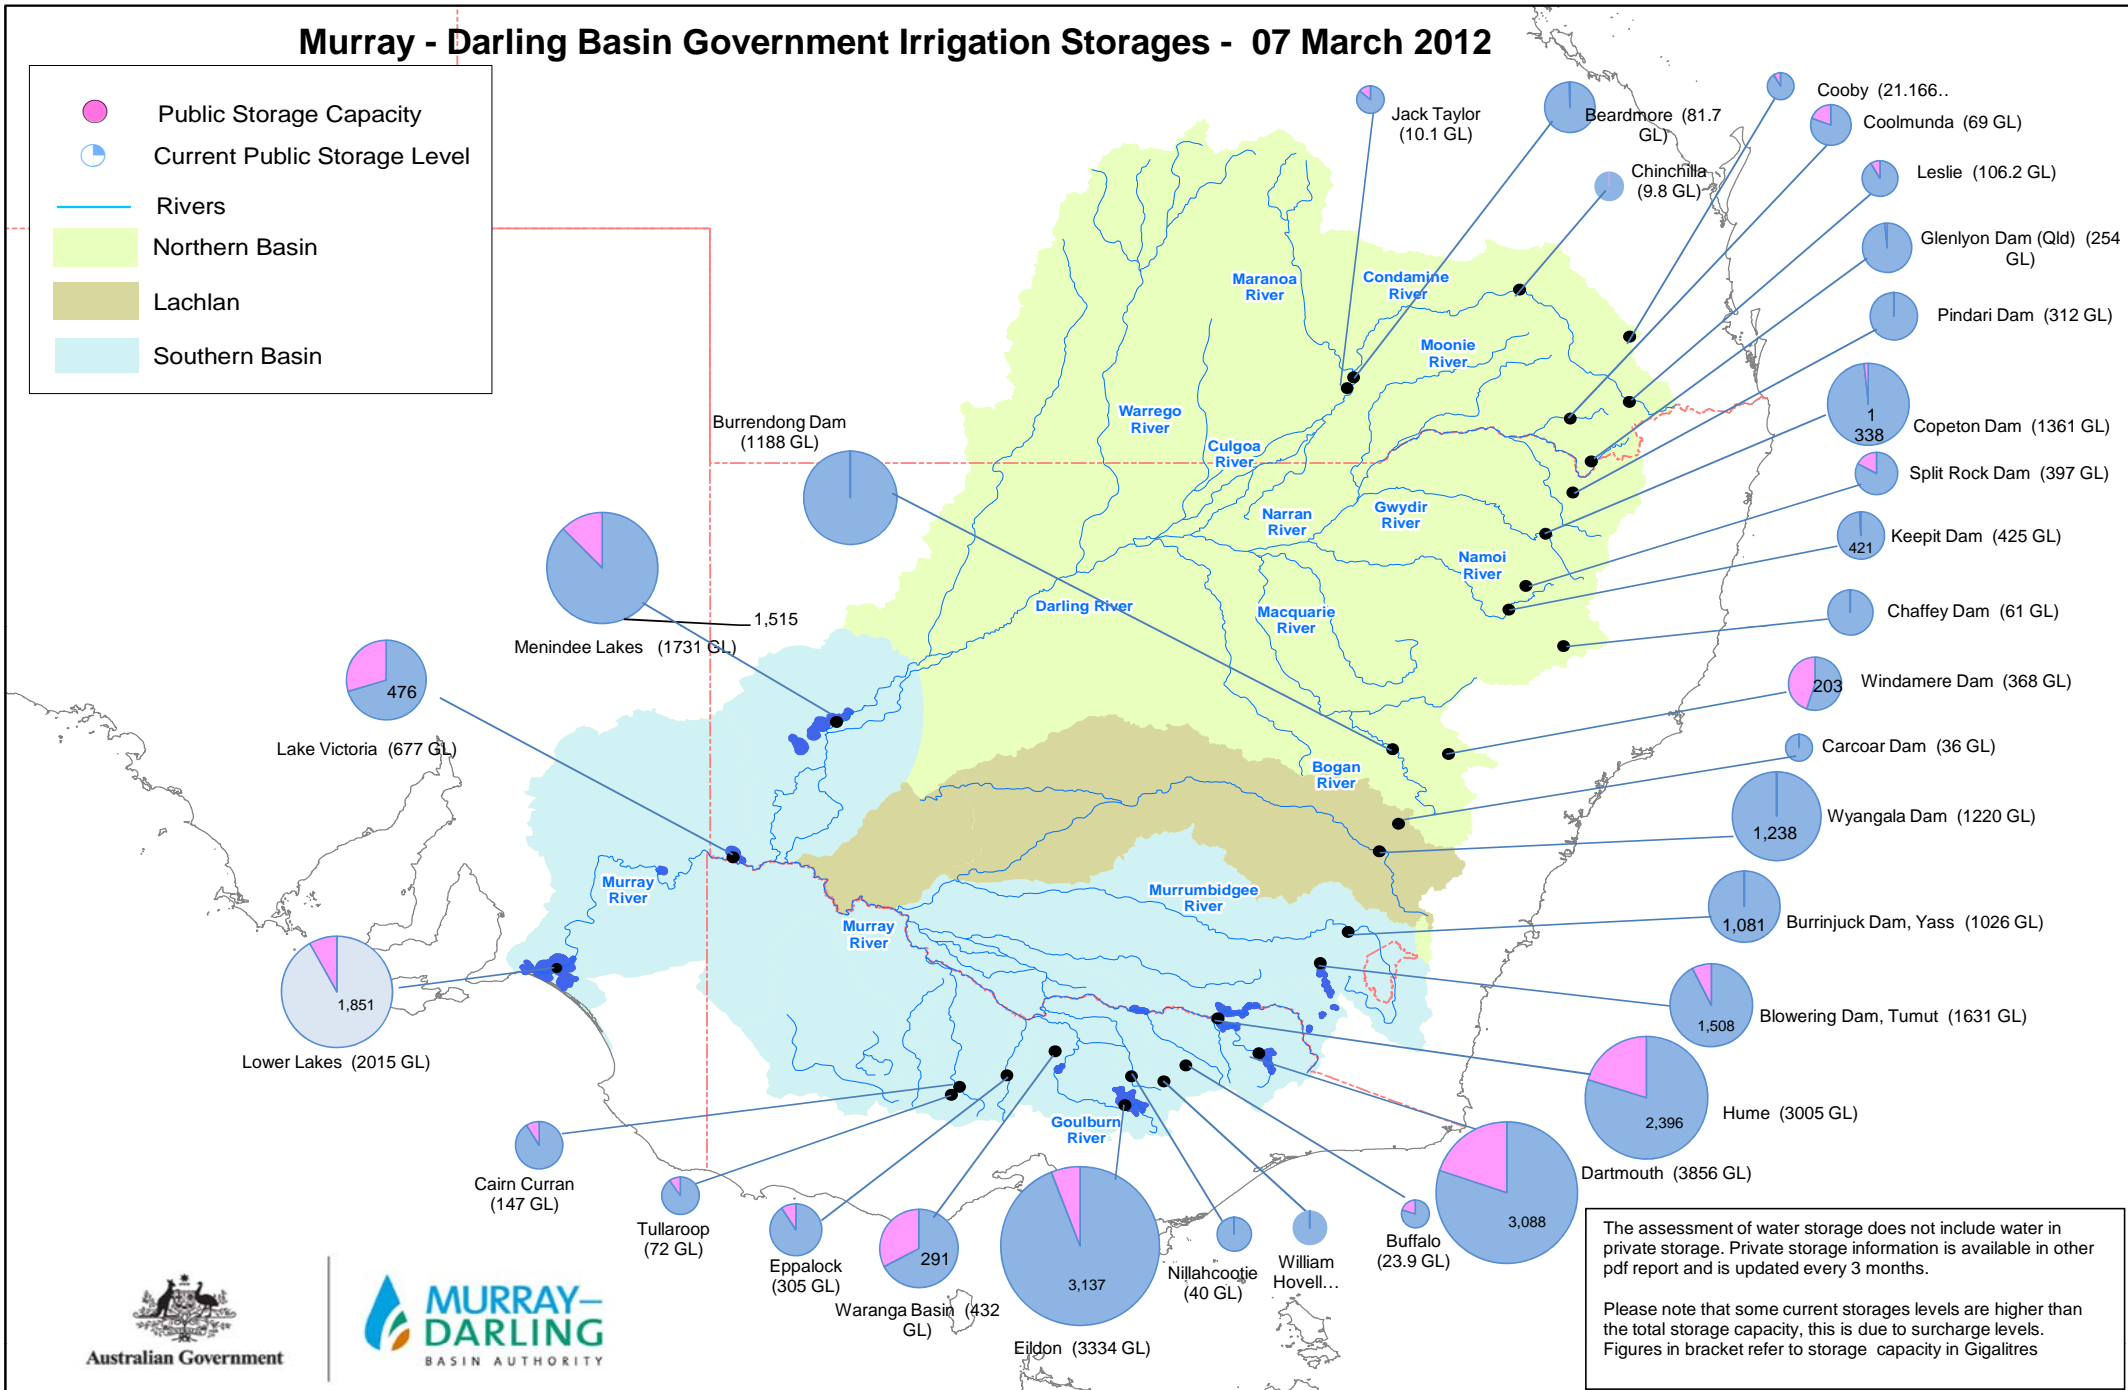 Murray - Darling Basin Government Irrigation Storages - 07 March 2012
Public Storage Capacity
Current Public Storage Level
Rivers
Northern Basin
Lachlan
Southern Basin
Jack Taylor
(10.1 GL)
Beardmore (81.7
GL)
Chinchilla
(9.8 GL)
Cooby (21.166..
Coolmunda (69 GL)
Leslie (106.2 GL)
Glenlyon Dam (Qld) (254
GL)
Pindari Dam (312 GL)
1
338
Copeton Dam (1361 GL)
Split Rock Dam (397 GL)
421
Keepit Dam (425 GL)
Chaffey Dam (61 GL)
203
Windamere Dam (368 GL)
Carcoar Dam (36 GL)
1,238
Wyangala Dam (1220 GL)
1,081
Burrinjuck Dam, Yass (1026 GL)
1,508
Blowering Dam, Tumut (1631 GL)
2,396
Hume (3005 GL)
3,088
Dartmouth (3856 GL)
Burrendong Dam
(1188 GL)
1,515
Menindee Lakes (1731 GL)
476
Lake Victoria (677 GL)
1,851
Lower Lakes (2015 GL)
Cairn Curran
(147 GL)
Tullaroop
(72 GL)
Eppalock
(305 GL)
291
Waranga Basin (432
GL)
3,137
Eildon (3334 GL)
Nillahcootie
(40 GL)
William
Hovell...
Buffalo
(23.9 GL)
Maranoa
River
Condamine
River
Moonie
River
Warrego
River
Culgoa
River
Narran
River
Gwydir
River
Namoi
River
Darling River
Macquarie
River
Bogan
River
Murray
River
Murrumbidgee
River
Murray
River
Goulburn
River
Australian Government
MURRAY–
DARLING
BASIN AUTHORITY
The assessment of water storage does not include water in
private storage. Private storage information is available in other
pdf report and is updated every 3 months.
Please note that some current storages levels are higher than
the total storage capacity, this is due to surcharge levels.
Figures in bracket refer to storage capacity in Gigalitres